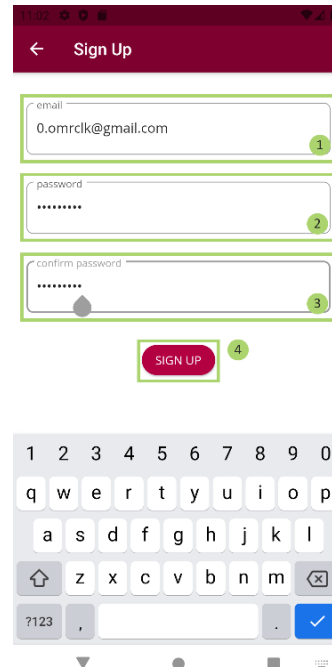 11:02
Sign Up
email
0.omrclk@gmail.com
1
password
•••••••••
2
confirm password
•••••••••
3
SIGN UP
4
1 2 3 4 5 6 7 8 9 0
q w e r t y u i o p
a s d f g h j k l
z x c v b n m
?123 , .